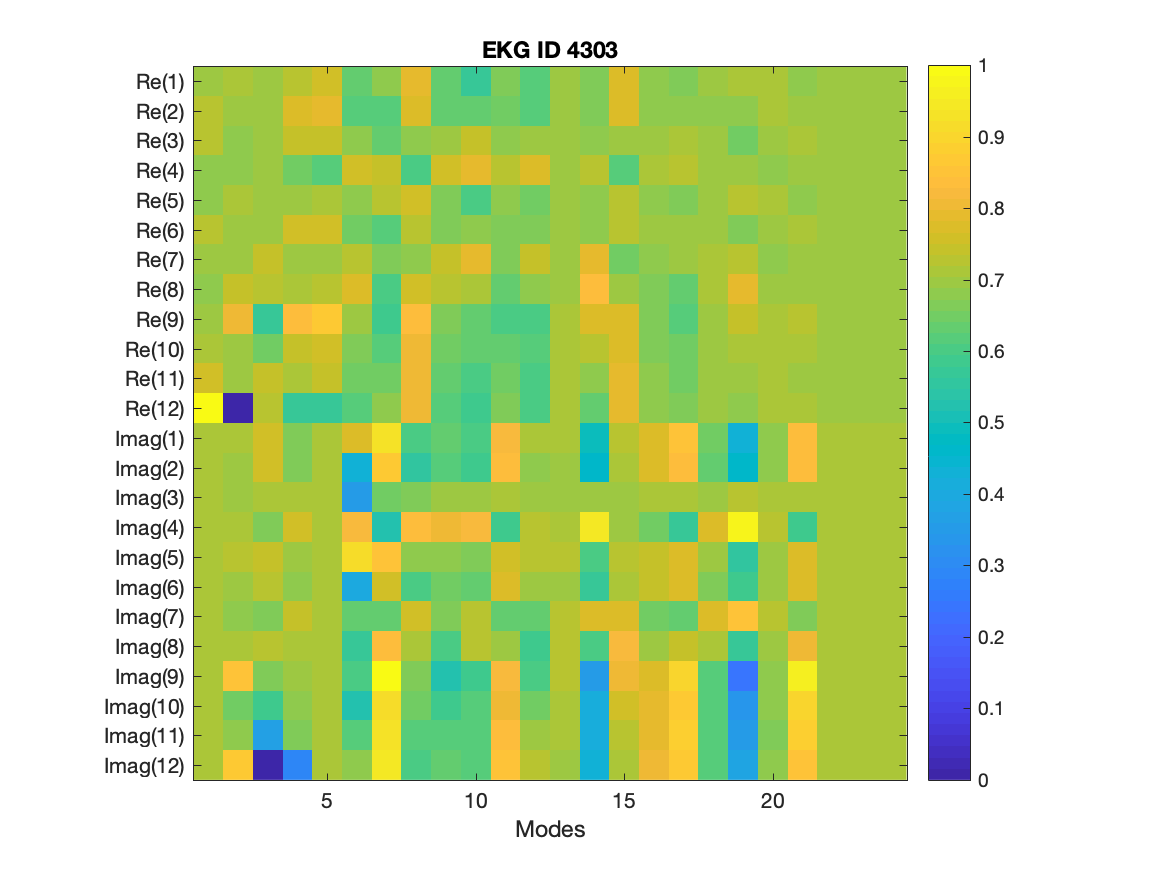 EKG ID 4303
Re(1)
Re(2)
Re(3)
Re(4)
Re(5)
Re(6)
Re(7)
Re(8)
Re(9)
Re(10)
Re(11)
Re(12)
Imag(1)
Imag(2)
Imag(3)
Imag(4)
Imag(5)
Imag(6)
Imag(7)
Imag(8)
Imag(9)
Imag(10)
Imag(11)
Imag(12)
5 10 15 20
Modes
1
0.9
0.8
0.7
0.6
0.5
0.4
0.3
0.2
0.1
0